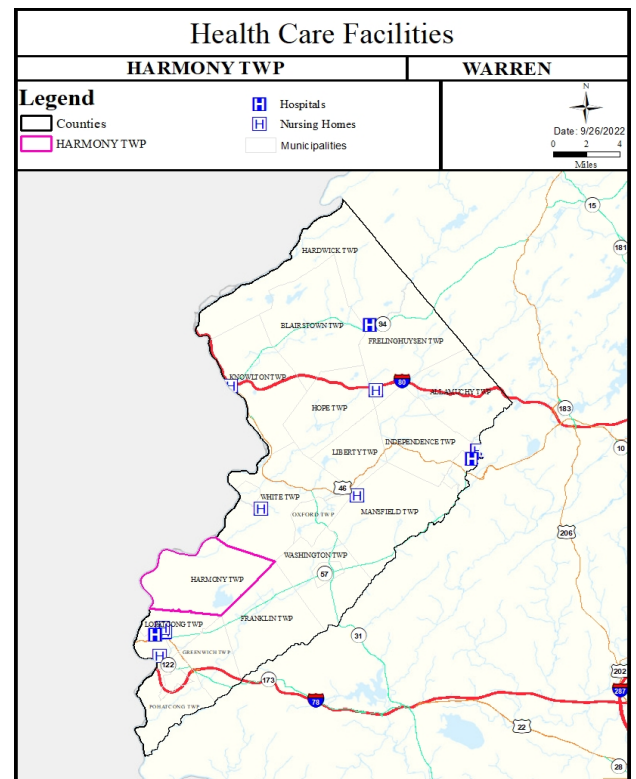 Health Care Facilities
HARMONY TWP
WARREN
Legend
Counties
HARMONY TWP
H Hospitals
H Nursing Homes
Municipalities
N
Date: 9/26/2022
0 2 4
Miles
15
181
HARDWICK TWP
BLAIRSTOWN TWP
H
94
FRELINGHUYSEN TWP
KNOWLTON TWP
H
H
80
ALLAMUCHY TWP
183
HOPE TWP
10
INDEPENDENCE TWP
LIBERTY TWP
H
H
46
WHITE TWP
H
H
OXFORD TWP
MANSFIELD TWP
206
WASHINGTON TWP
HARMONY TWP
57
FRANKLIN TWP
LOPATCONG TWP
H
31
GREENWICH TWP
H
122
173
202
287
78
POHATCONG TWP
22
28